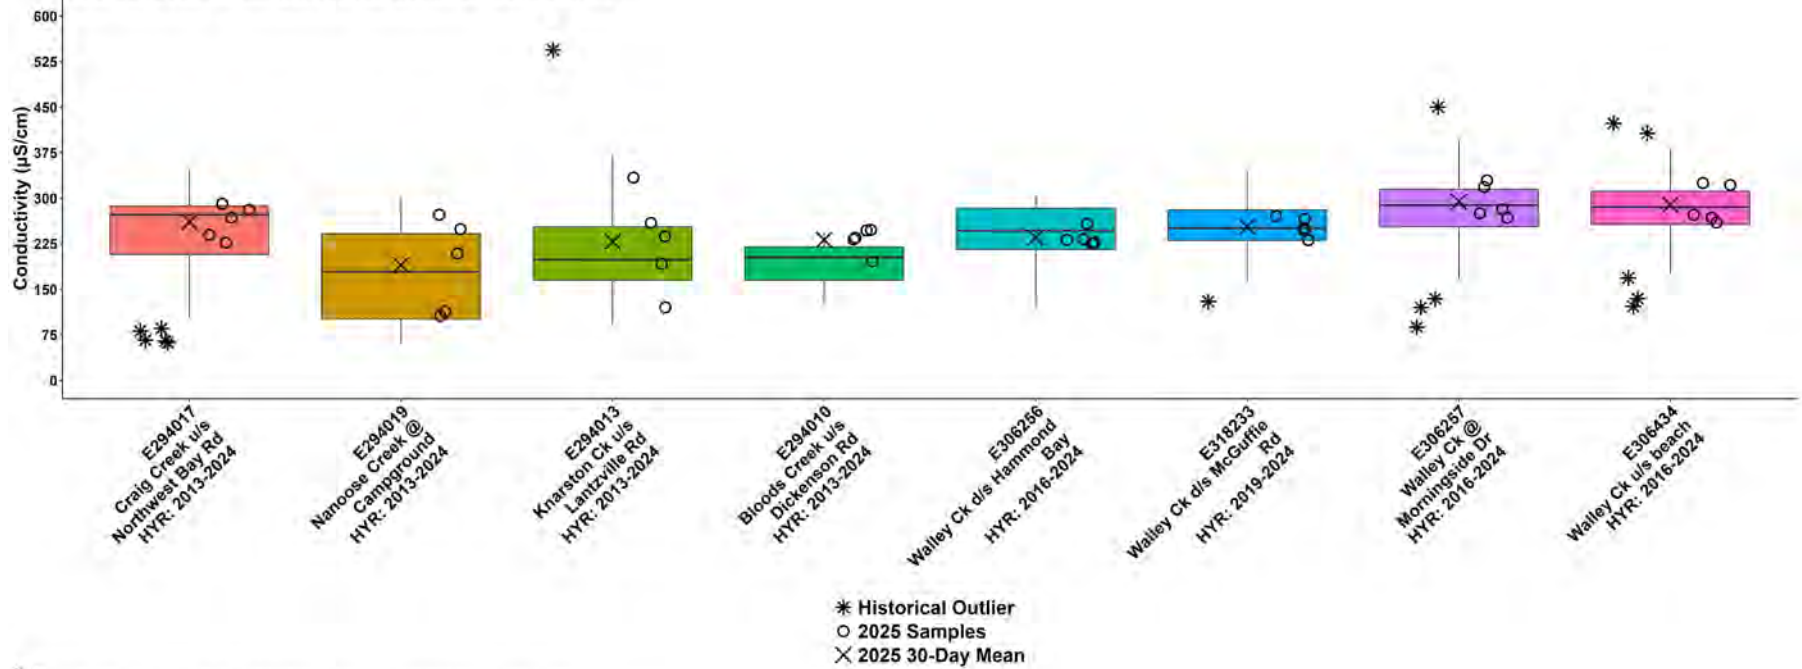 600
525
450
375
300
225
150
75
0
Conductivity (µS/cm)
E294017
Craig Creek u/s
Northwest Bay Rd
HYR: 2013-2024
E294019
Nanoose Creek @
Campground
HYR: 2013-2024
E294013
Knarston Ck u/s
Lantzville Rd
HYR: 2013-2024
E294010
Bloods Creek u/s
Dickenson Rd
HYR: 2013-2024
E306256
Walley Ck d/s Hammond
Bay
HYR: 2016-2024
E318233
Walley Ck d/s McGuffie
Rd
HYR: 2019-2024
E306257
Walley Ck @
Morningside Dr
HYR: 2016-2024
E306434
Walley Ck u/s beach
HYR: 2016-2024
Historical Outlier
2025 Samples
2025 30-Day Mean